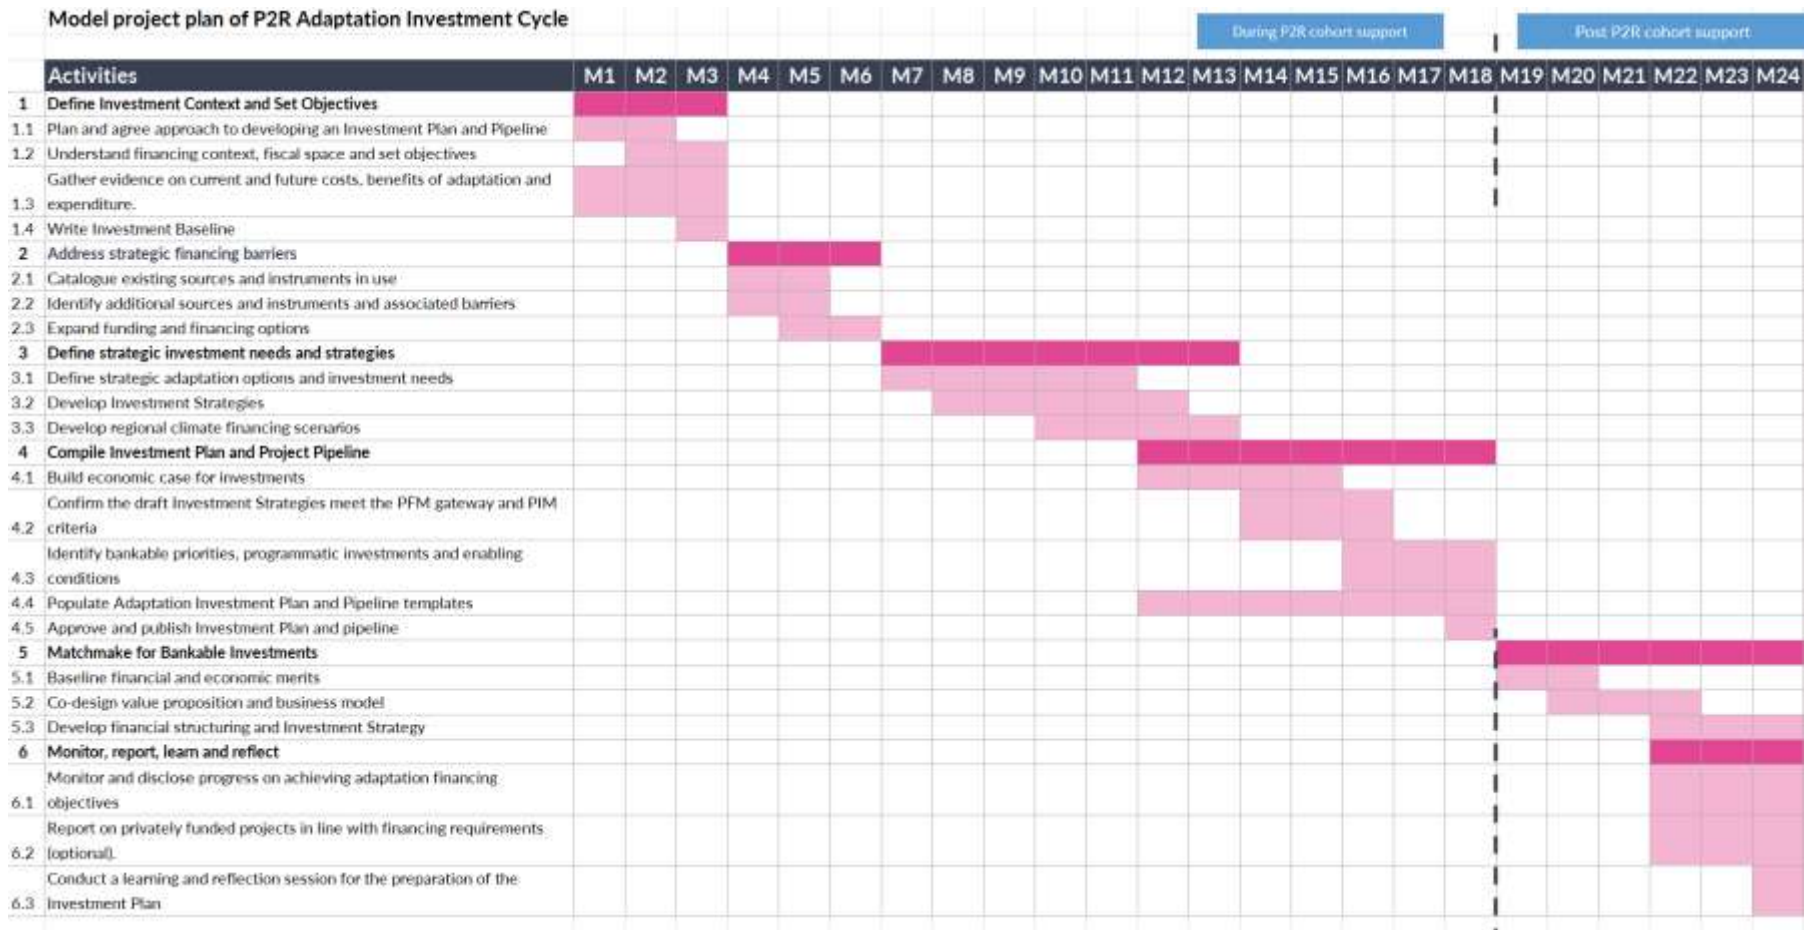 Model project plan of P2R Adaptation Investment Cycle
During P2R cohort support
Post P2R cohort support
Activities M1 M2 M3 M4 M5 M6 M7 M8 M9 M10 M11 M12 M13 M14 M15 M16 M17 M18 M19 M20 M21 M22 M23 M24
1 Define Investment Context and Set Objectives
1.1 Plan and agree approach to developing an Investment Plan and Pipeline
1.2 Understand financing context, fiscal space and set objectives
Gather evidence on current and future costs, benefits of adaptation and
1.3 expenditure.
1.4 Write Investment Baseline
2 Address strategic financing barriers
2.1 Catalogue existing sources and instruments in use
2.2 Identify additional sources and instruments and associated barriers
2.3 Expand funding and financing options
3 Define strategic investment needs and strategies
3.1 Define strategic adaptation options and investment needs
3.2 Develop Investment Strategies
3.3 Develop regional climate financing scenarios
4 Compile Investment Plan and Project Pipeline
4.1 Build economic case for investments
Confirm the draft Investment Strategies meet the PFM gateway and PIM
4.2 criteria
Identify bankable priorities, programmatic investments and enabling
4.3 conditions
4.4 Populate Adaptation Investment Plan and Pipeline templates
4.5 Approve and publish Investment Plan and pipeline
5 Matchmake for Bankable Investments
5.1 Baseline financial and economic merits
5.2 Co-design value proposition and business model
5.3 Develop financial structuring and Investment Strategy
6 Monitor, report, learn and reflect
Monitor and disclose progress on achieving adaptation financing
6.1 objectives
Report on privately funded projects in line with financing requirements
6.2 (optional).
Conduct a learning and reflection session for the preparation of the
6.3 Investment Plan